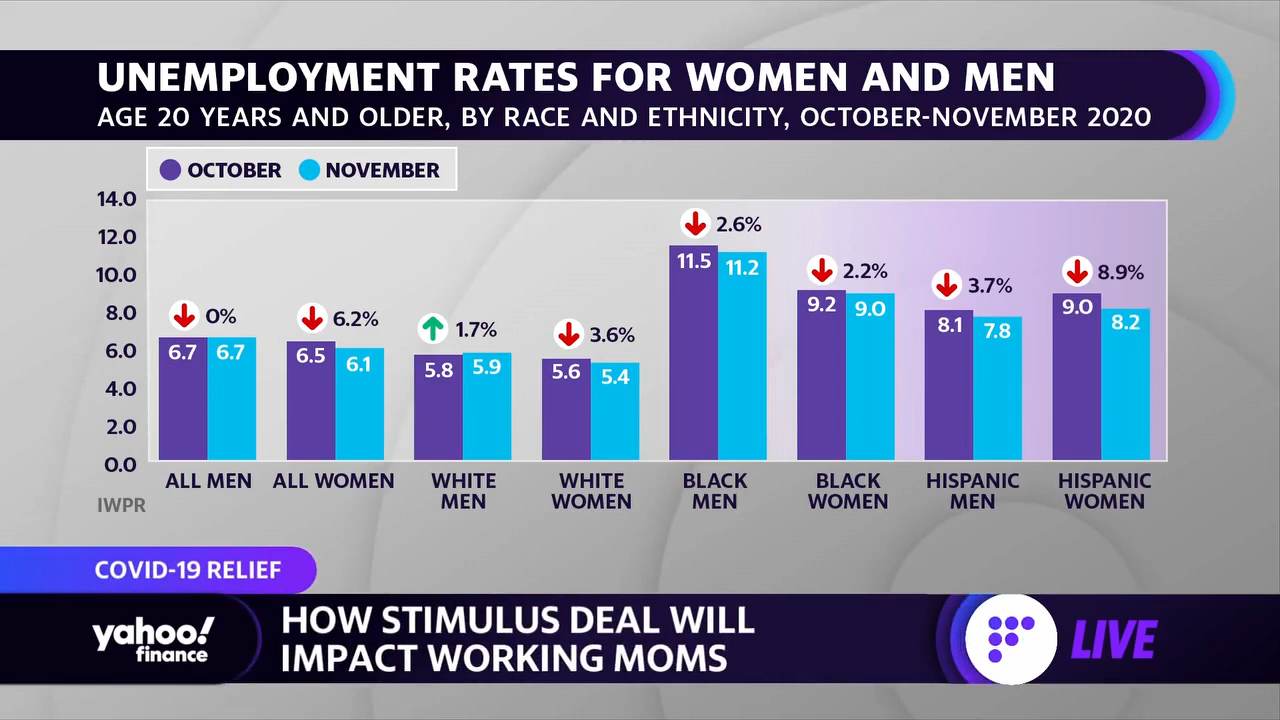 UNEMPLOYMENT RATES FOR WOMEN AND MEN
AGE 20 YEARS AND OLDER, BY RACE AND ETHNICITY, OCTOBER-NOVEMBER 2020
OCTOBER NOVEMBER
14.0
12.0
10.0
8.0
6.0
4.0
2.0
0.0
0%
6.7 6.7
6.2%
6.5 6.1
1.7%
5.8 5.9
3.6%
5.6 5.4
2.6%
11.5 11.2
2.2%
9.2 9.0
3.7%
8.1 7.8
8.9%
9.0 8.2
ALL MEN
ALL WOMEN
WHITE
MEN
WHITE
WOMEN
BLACK
MEN
BLACK
WOMEN
HISPANIC
MEN
HISPANIC
WOMEN
IWPR
COVID-19 RELIEF
yahoo!
finance
HOW STIMULUS DEAL WILL
IMPACT WORKING MOMS
LIVE